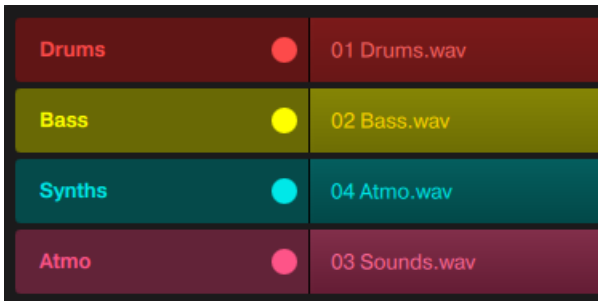 Drums 01 Drums.wav
Bass 02 Bass.wav
Synths 04 Atmo.wav
Atmo 03 Sounds.wav